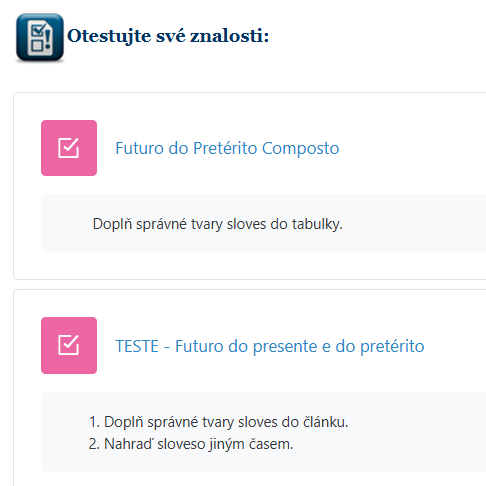 Otestujte své znalosti:
Futuro do Pretérito Composto
Doplň správné tvary sloves do tabulky.
TESTE - Futuro do presente e do pretérito
1. Doplň správné tvary sloves do článku.
2. Nahraď sloveso jiným časem.